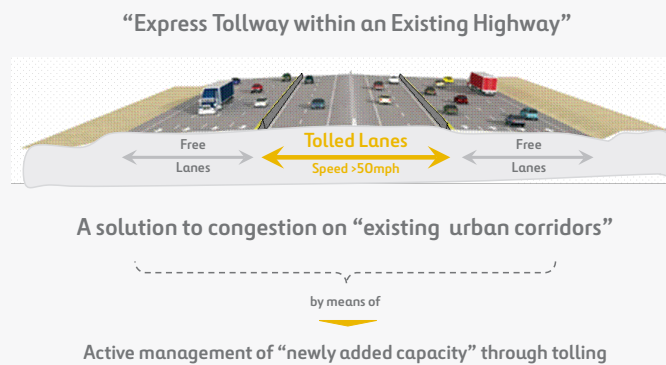 “Express Tollway within an Existing Highway”
Free
Lanes
Tolled Lanes
Speed >50mph
Free
Lanes
A solution to congestion on “existing urban corridors”
by means of
Active management of “newly added capacity” through tolling